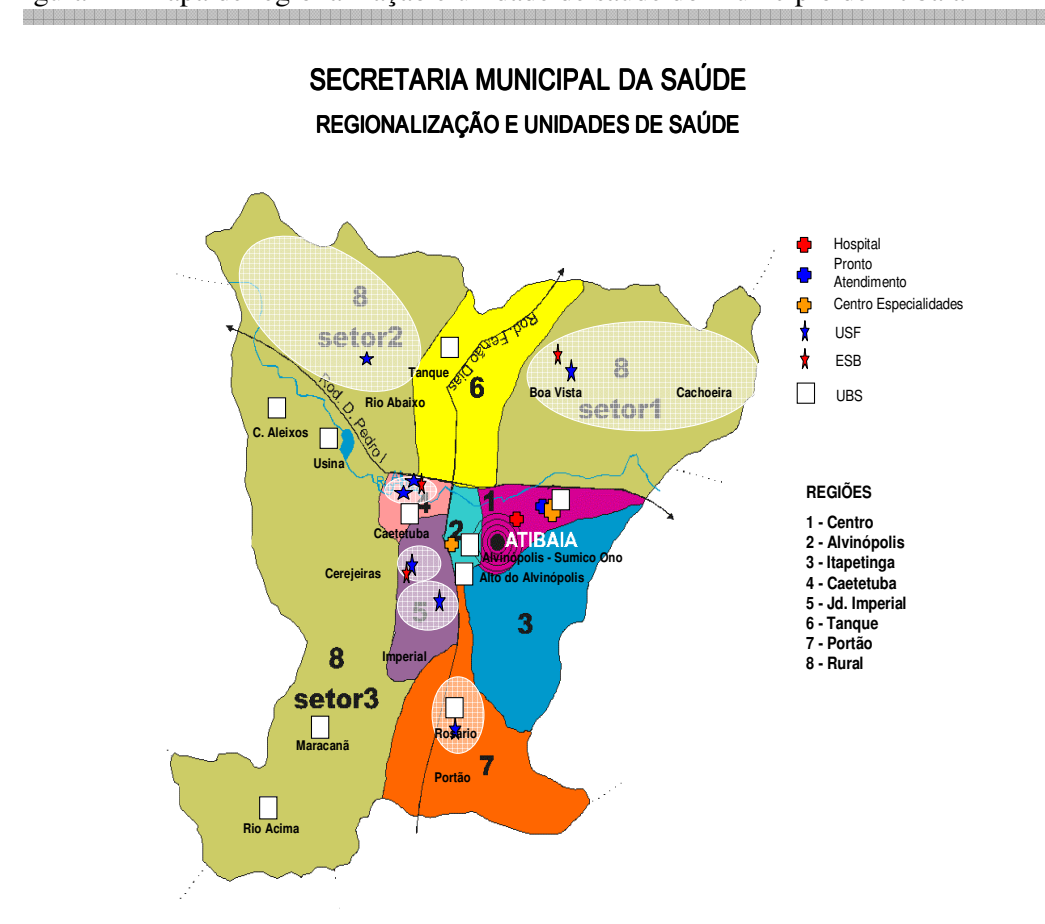 SECRETARIA MUNICIPAL DA SAÚDE
REGIONALIZAÇÃO E UNIDADES DE SAÚDE
Hospital
Pronto
Atendimento
Centro Especialidades
USF
ESB
UBS
8
setor2
Rod. Fernão Dias
Tanque
6
Rio Abaixo
Rod. D. Pedro I
8
Boa Vista
Cachoeira
setor1
C. Aleixos
Usina
4
Caetetuba
1
2
ATIBAIA
Alvinópolis - Sumico Ono
Alto do Alvinópolis
Cerejeiras
5
3
Imperial
8
setor3
Maracanã
Rosário
7
Portão
Rio Acima
REGIÕES
1 - Centro
2 - Alvinópolis
3 - Itapetinga
4 - Caetetuba
5 - Jd. Imperial
6 - Tanque
7 - Portão
8 - Rural